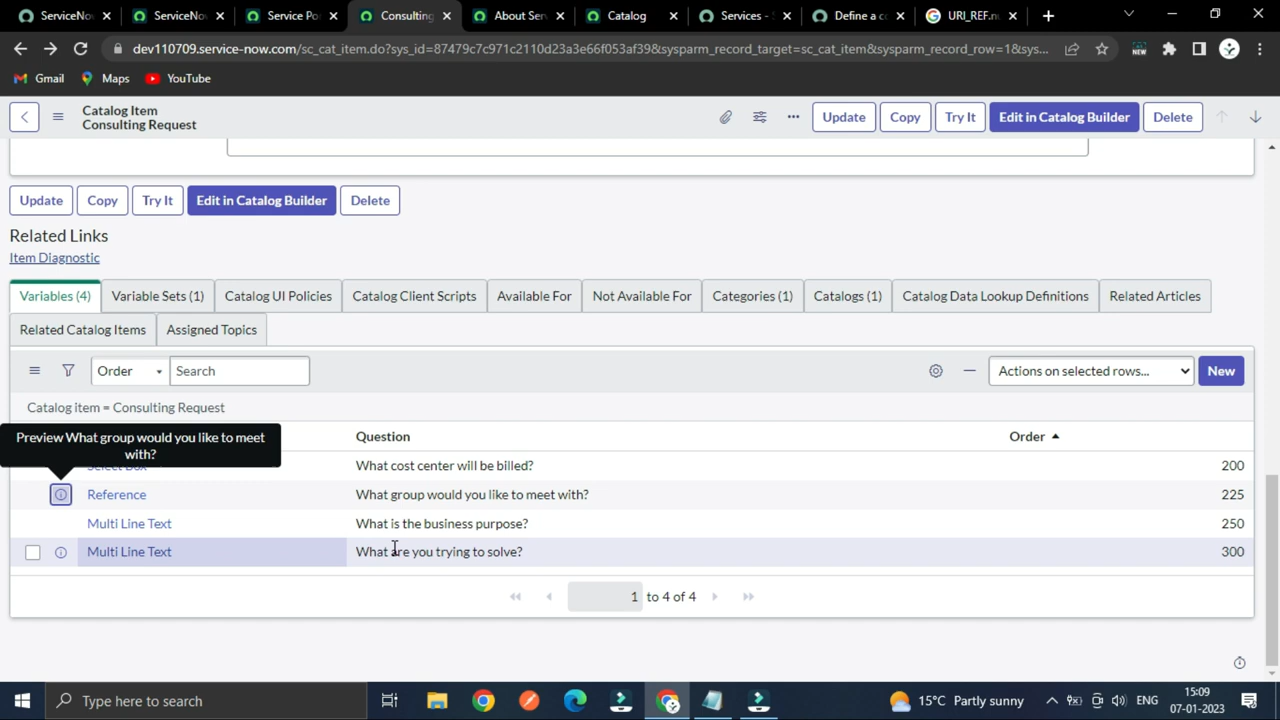 ServiceNo
ServiceNov
Service Po
Consulting
About Ser
Catalog
Services -
Define a c
URI_REF.n
dev110709.service-now.com/sc_cat_item.do?sys_id=87479c7c971c2110d23a3e66f053af39&sysparm_record_target=sc_cat_item&sysparm_record_row=1&sys...
NEW
Gmail
Maps
YouTube
Catalog Item
Consulting Request
Update
Copy
Try It
Edit in Catalog Builder
Delete
Update
Copy
Try It
Edit in Catalog Builder
Delete
Related Links
Item Diagnostic
Variables (4)
Variable Sets (1)
Catalog UI Policies
Catalog Client Scripts
Available For
Not Available For
Categories (1)
Catalogs (1)
Catalog Data Lookup Definitions
Related Articles
Related Catalog Items
Assigned Topics
Order
Search
Actions on selected rows...
New
Catalog item = Consulting Request
Preview What group would you like to meet
with?
Question
Order
Select Box
What cost center will be billed?
200
Reference
What group would you like to meet with?
225
Multi Line Text
What is the business purpose?
250
Multi Line Text
What are you trying to solve?
300
1 to 4 of 4
Type here to search
15°C Partly sunny
ENG
15:09
07-01-2023